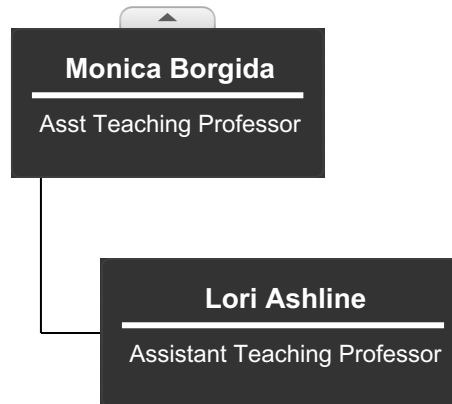 Monica Borgida
Asst Teaching Professor
Lori Ashline
Assistant Teaching Professor